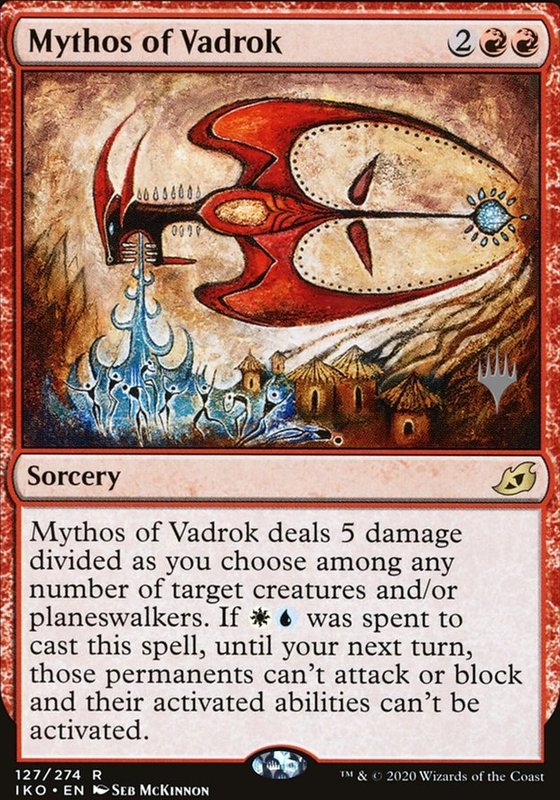 Mythos of Vadrok
2
Sorcery
Mythos of Vadrok deals 5 damage
divided as you choose among any
number of target creatures and/or
planeswalkers. If was spent to
cast this spell, until your next turn,
those permanents can't attack or block
and their activated abilities can't be
activated.
127/274 R
IKO • EN Seb McKinnon
™ & © 2020 Wizards of the Coast